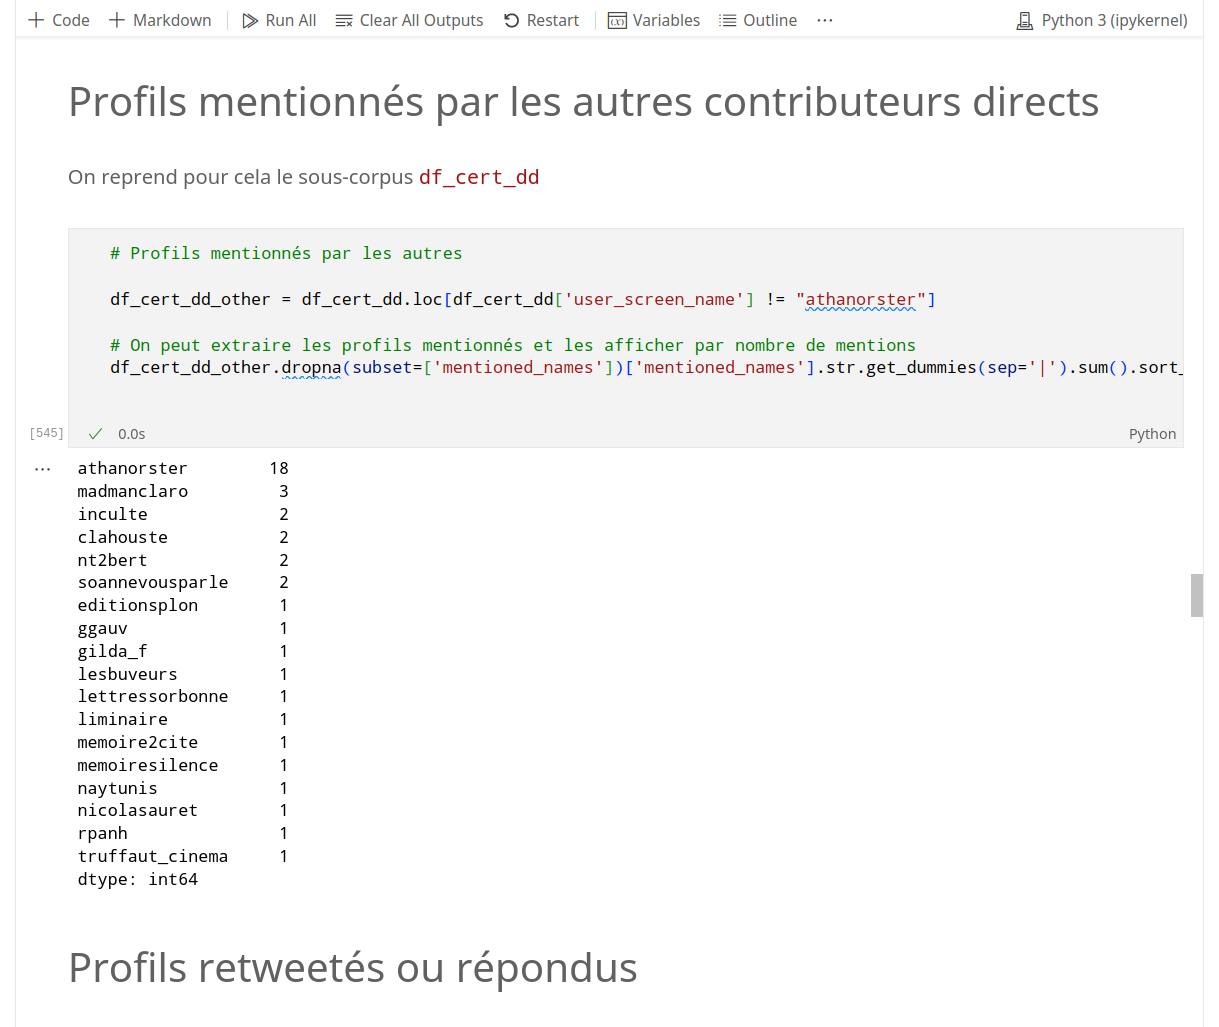 Code Markdown Run All Clear All Outputs Restart Variables Outline ··· Python 3 (ipykernel)
Profils mentionnés par les autres contributeurs directs
On reprend pour cela le sous-corpus df_cert_dd
# Profils mentionnés par les autres
df_cert_dd_other = df_cert_dd.loc[df_cert_dd['user_screen_name'] != "athanorster"]
# On peut extraire les profils mentionnés et les afficher par nombre de mentions
df_cert_dd_other.dropna(subset=['mentioned_names'])['mentioned_names'].str.get_dummies(sep='|').sum().sort_
[545] 0.0s Python
··· athanorster 18
madmanclaro 3
inculte 2
clahouste 2
nt2bert 2
soannevousparle 2
editionsplon 1
ggauv 1
gilda_f 1
lesbuveurs 1
lettressorbonne 1
liminaire 1
memoire2cite 1
memoiresilence 1
naytunis 1
nicolasauret 1
rpanh 1
truffaut_cinema 1
dtype: int64
Profils retweetés ou répondus